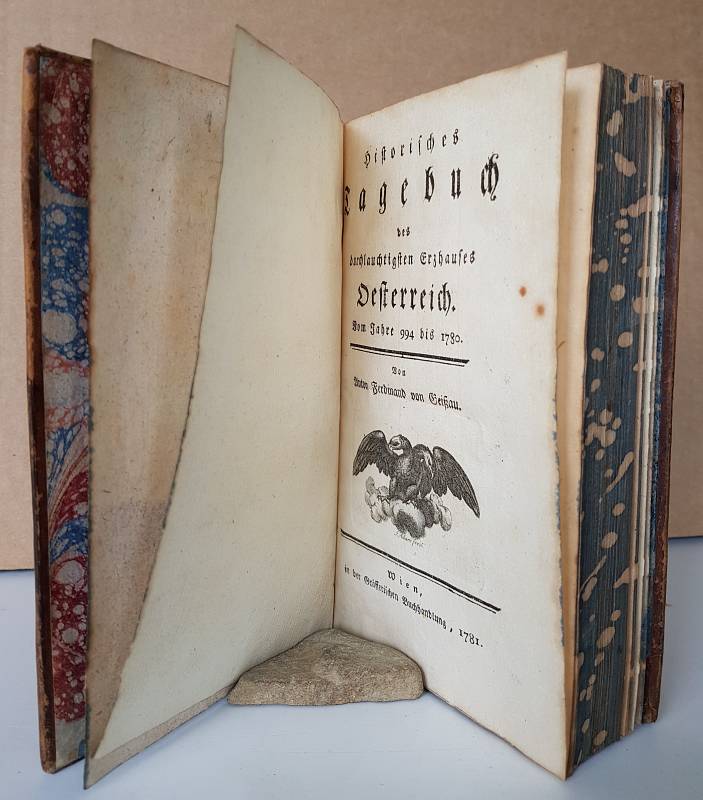 Historisches
Tagebuch
des
durchlauchtigsten Erzhauses
Oesterreich.
Vom Jahre 994 bis 1780.
Von
Anton Ferdinand von Geißau.
Wien,
in der Gerstlerischen Buchhandlung, 1781.